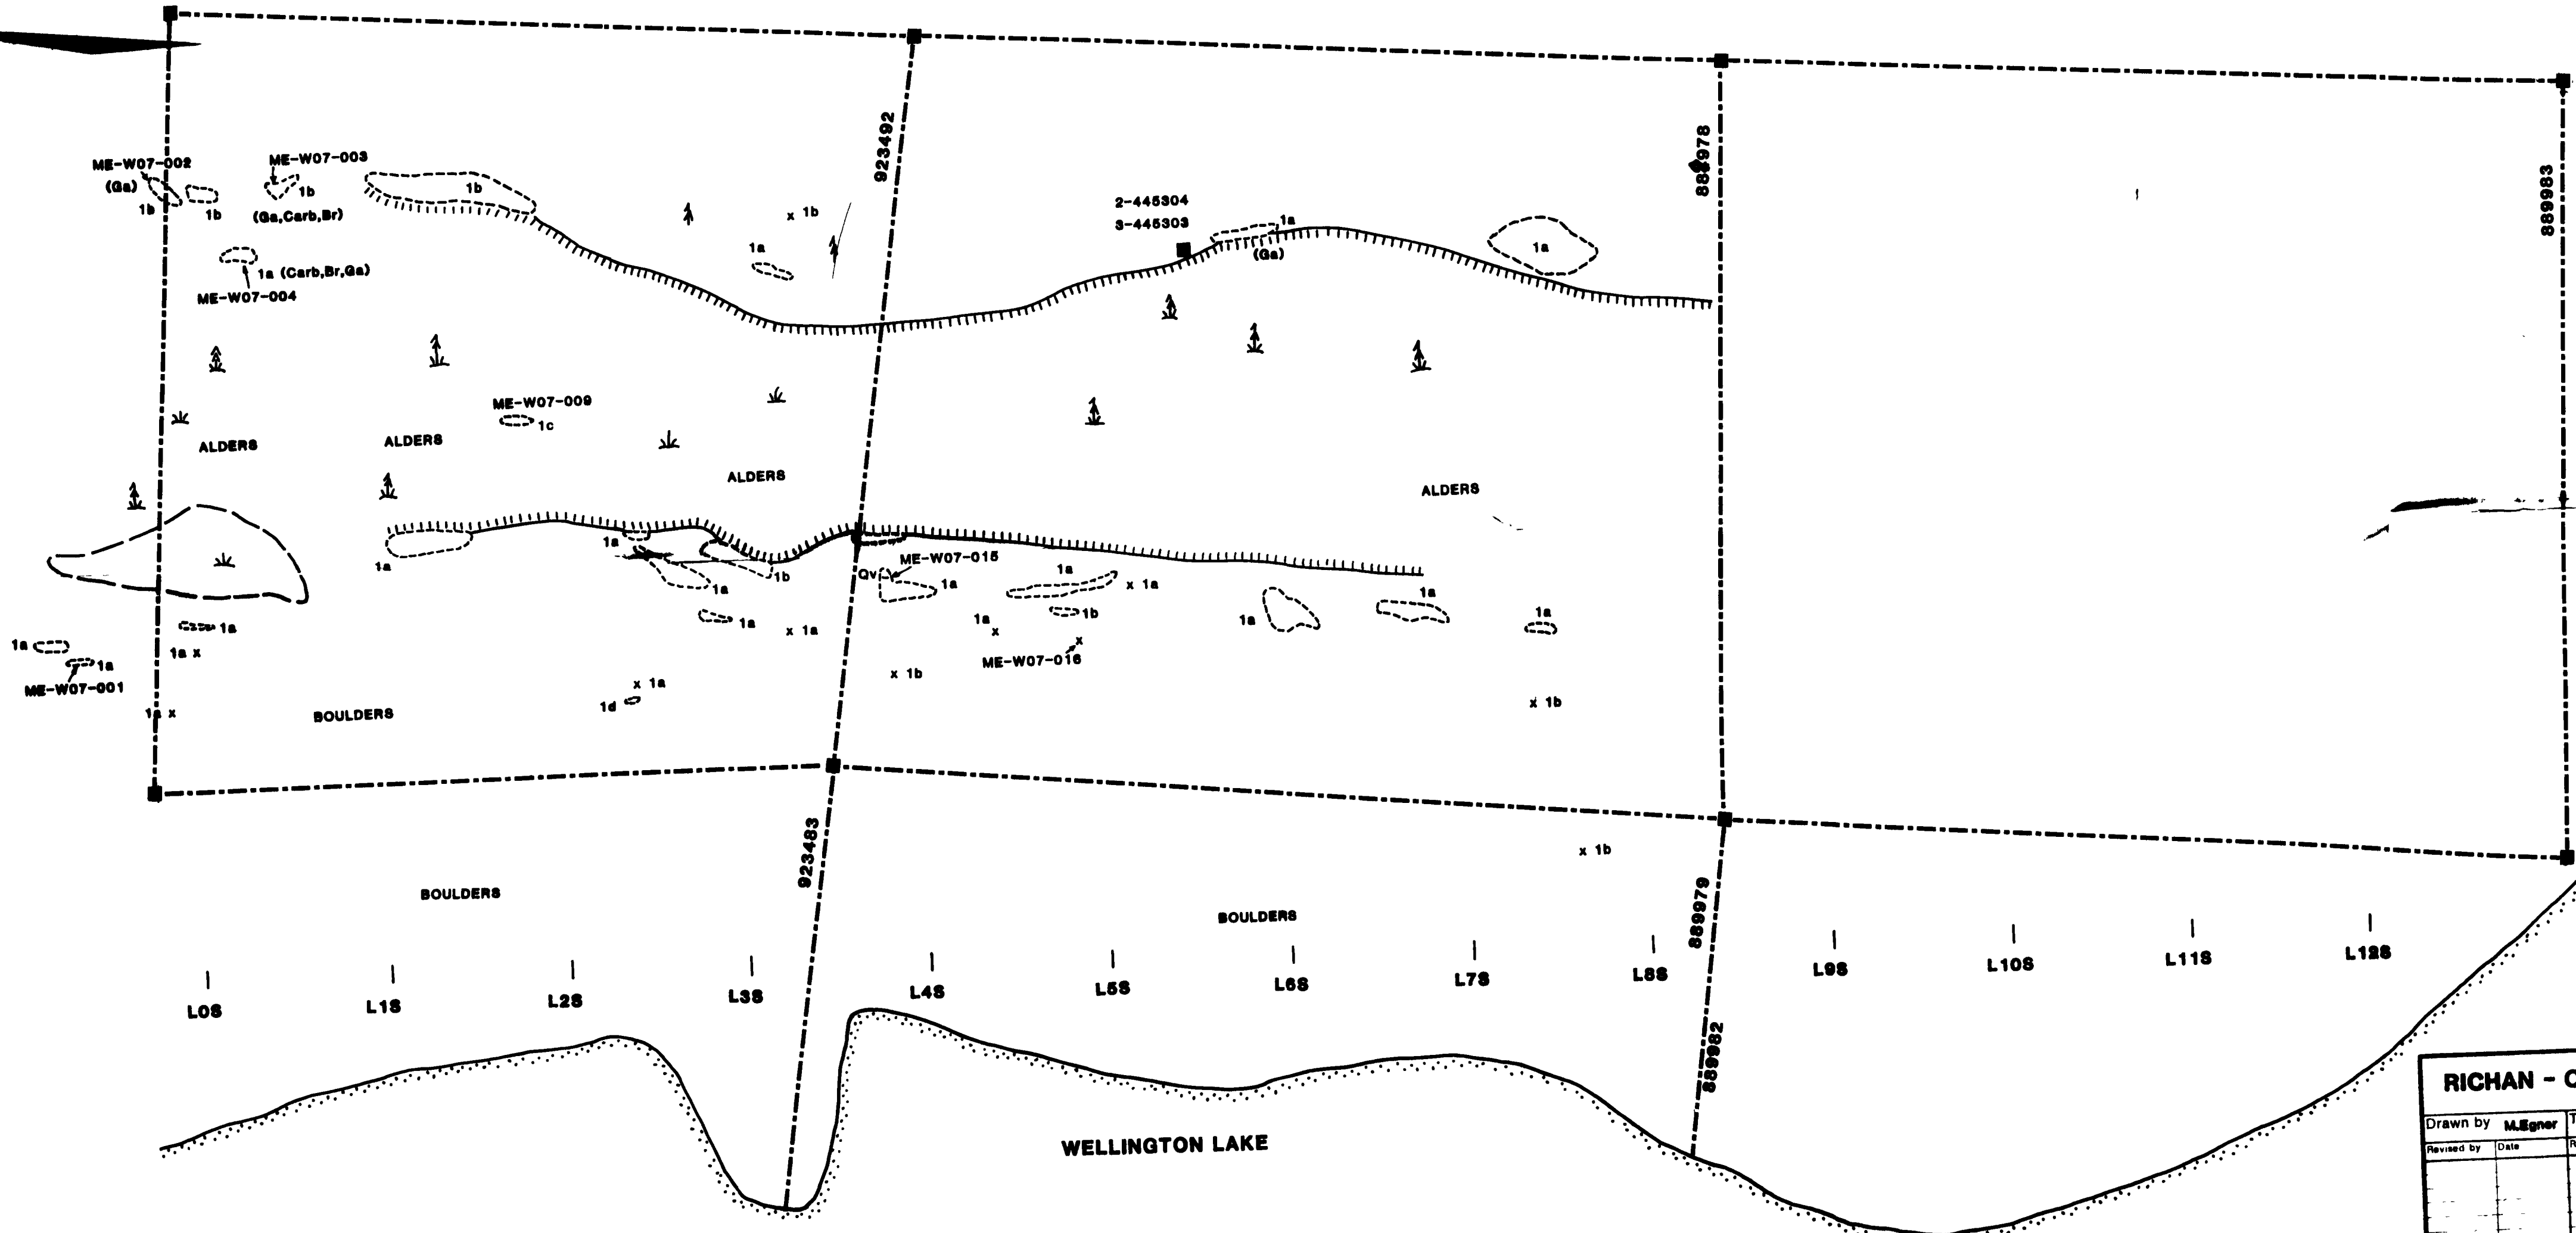 923492
889983
ME-W07-002
(Ga)
1b
1b
ME-W07-003
1b
(Ga,Carb,Br)
1b
x 1b
1a
2-445304
3-445303
1a
(Ga)
1a
1a (Carb,Br,Ga)
ME-W07-004
ME-W07-009
1c
ALDERS
ALDERS
ALDERS
ALDERS
1a
1a
1a
1b
1a
x 1a
Qv
ME-W07-015
1a
1a
x 1a
1b
1a
x
x
ME-W07-016
1a
1a
1a
1a
1a
1a
ME-W07-001
1a x
1a x
x 1a
1d
x 1b
x 1b
BOULDERS
923483
x 1b
BOULDERS
BOULDERS
889979
L0S
L1S
L2S
L3S
L4S
L5S
L6S
L7S
L8S
L9S
L10S
L11S
L12S
889982
WELLINGTON LAKE
RICHAN -
Drawn by M.Egner
Revised by Date